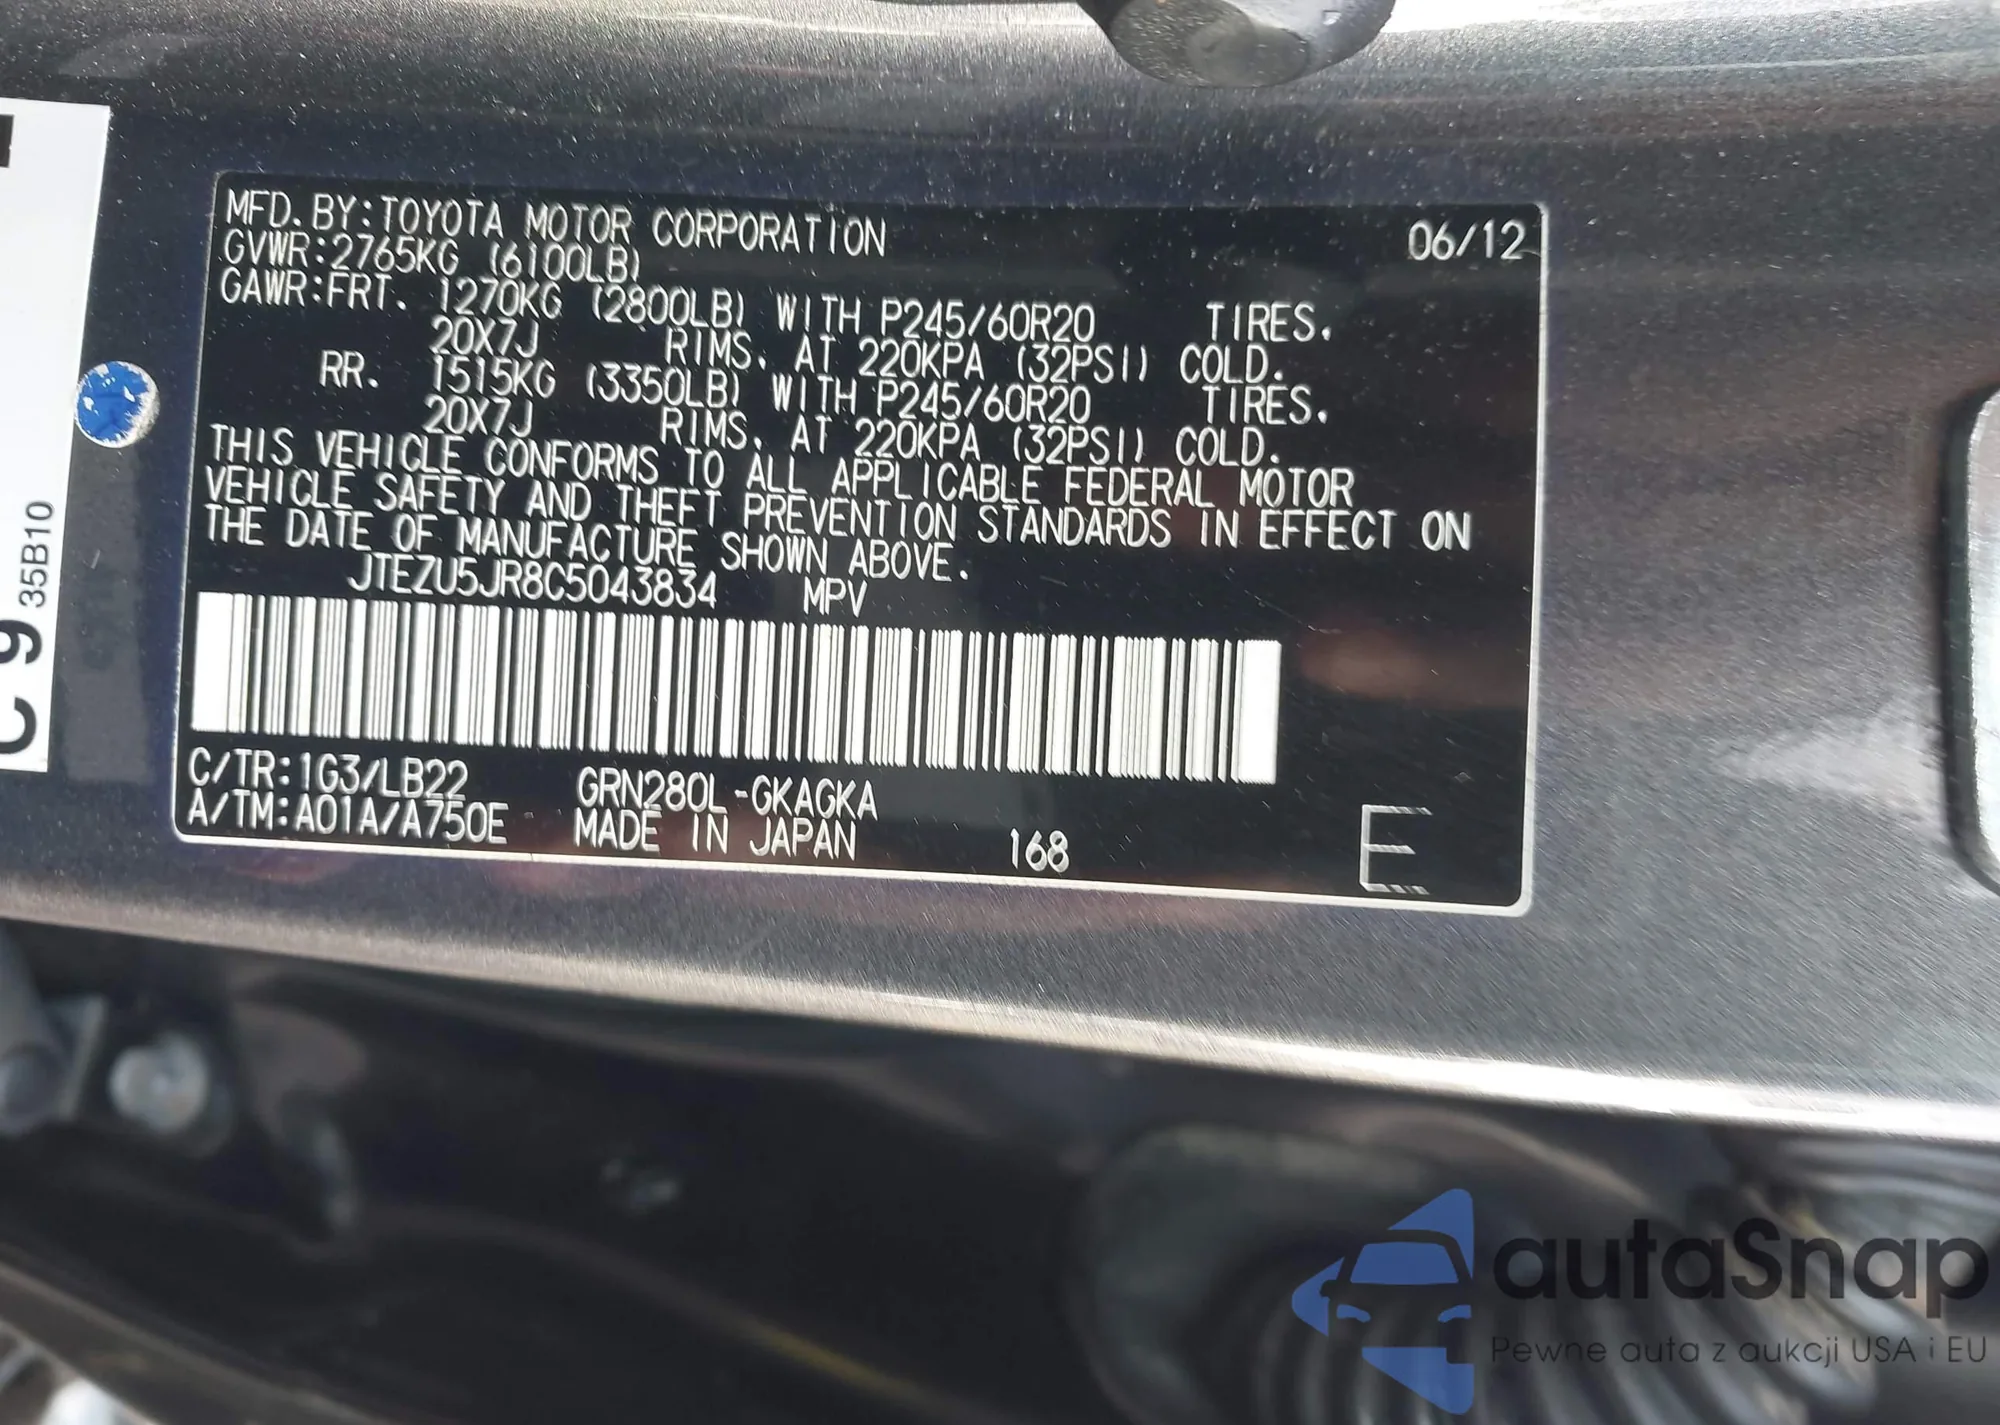 MFD. BY:TOYOTA MOTOR CORPORATION 06/12
GVWR:2765KG (6100LB)
GAWR:FRT. 1270KG (2800LB) WITH P245/60R20 TIRES.
20X7J RIMS. AT 220KPA (32PSI) COLD.
RR. 1515KG (3350LB) WITH P245/60R20 TIRES.
20X7J RIMS. AT 220KPA (32PSI) COLD.
THIS VEHICLE CONFORMS TO ALL APPLICABLE FEDERAL MOTOR
VEHICLE SAFETY AND THEFT PREVENTION STANDARDS IN EFFECT ON
THE DATE OF MANUFACTURE SHOWN ABOVE.
JTEZU5JR8C5043834 MPV
C/TR:1G3/LB22 GRN280L-GKAGKA
A/TM:A01A/A750E MADE IN JAPAN 168 E
C 9
35B10
autoSnap
Pewne auta z aukcji USA i EU